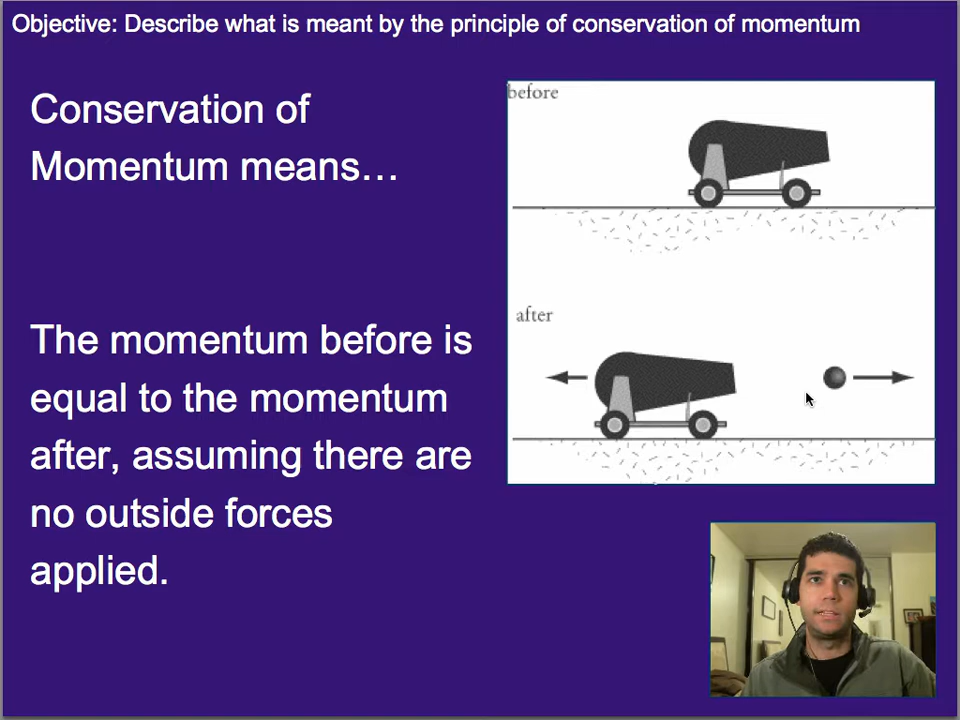 Objective: Describe what is meant by the principle of conservation of momentum
Conservation of
Momentum means…
The momentum before is
equal to the momentum
after, assuming there are
no outside forces
applied.
before
after